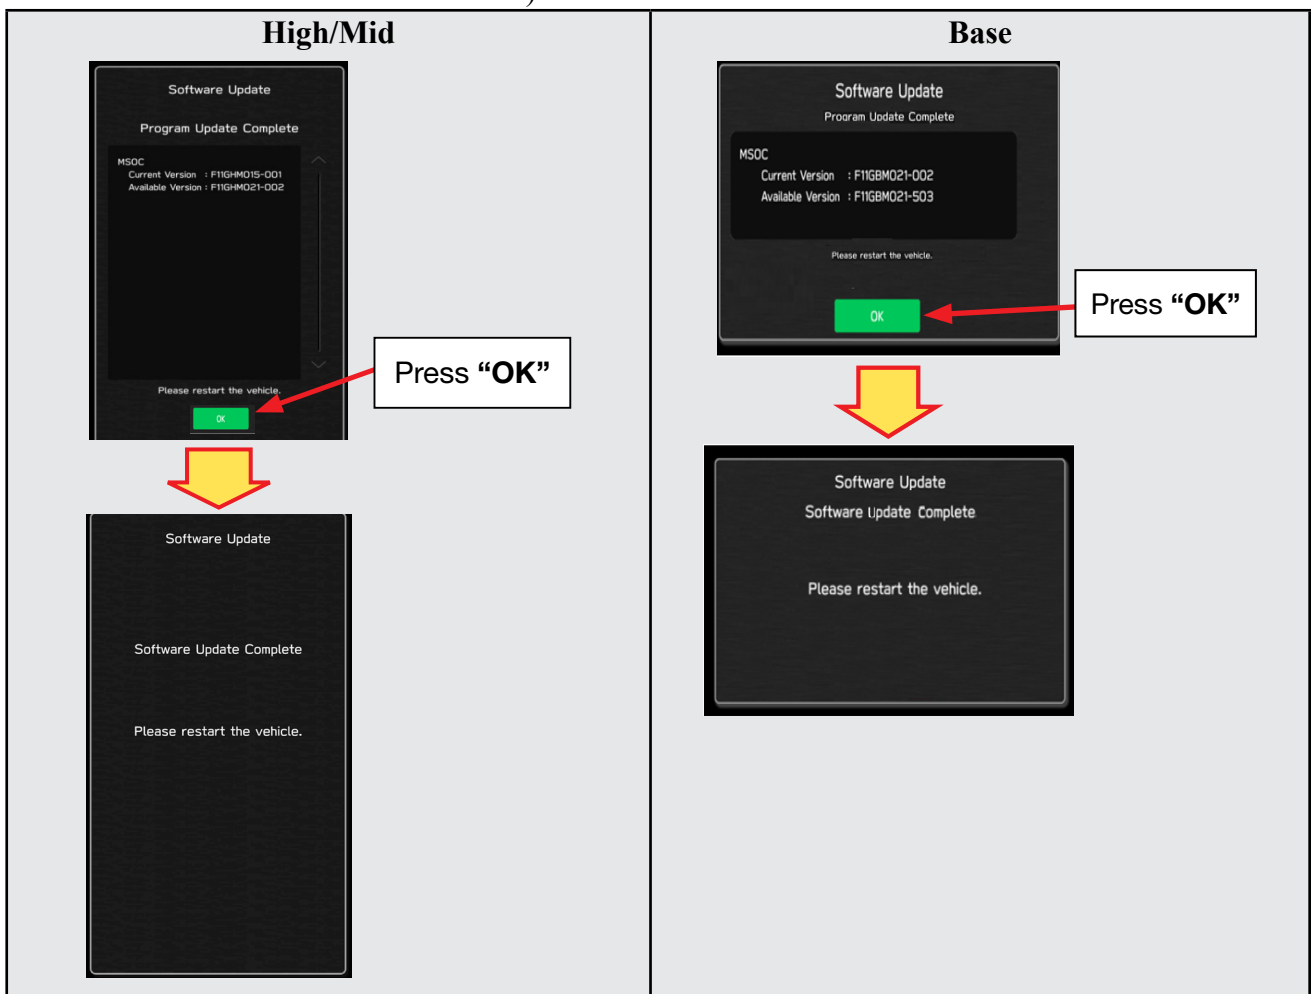 High/Mid
Software Update
Program Update Complete
MSOC
Current Version : F11GHM015-001
Available Version : F11GHM021-002
Please restart the vehicle.
OK
Press “OK”
Software Update
Software Update Complete
Please restart the vehicle.
Base
Software Update
Program Update Complete
MSOC
Current Version : F11GBM021-002
Available Version : F11GBM021-503
Please restart the vehicle.
OK
Press “OK”
Software Update
Software Update Complete
Please restart the vehicle.